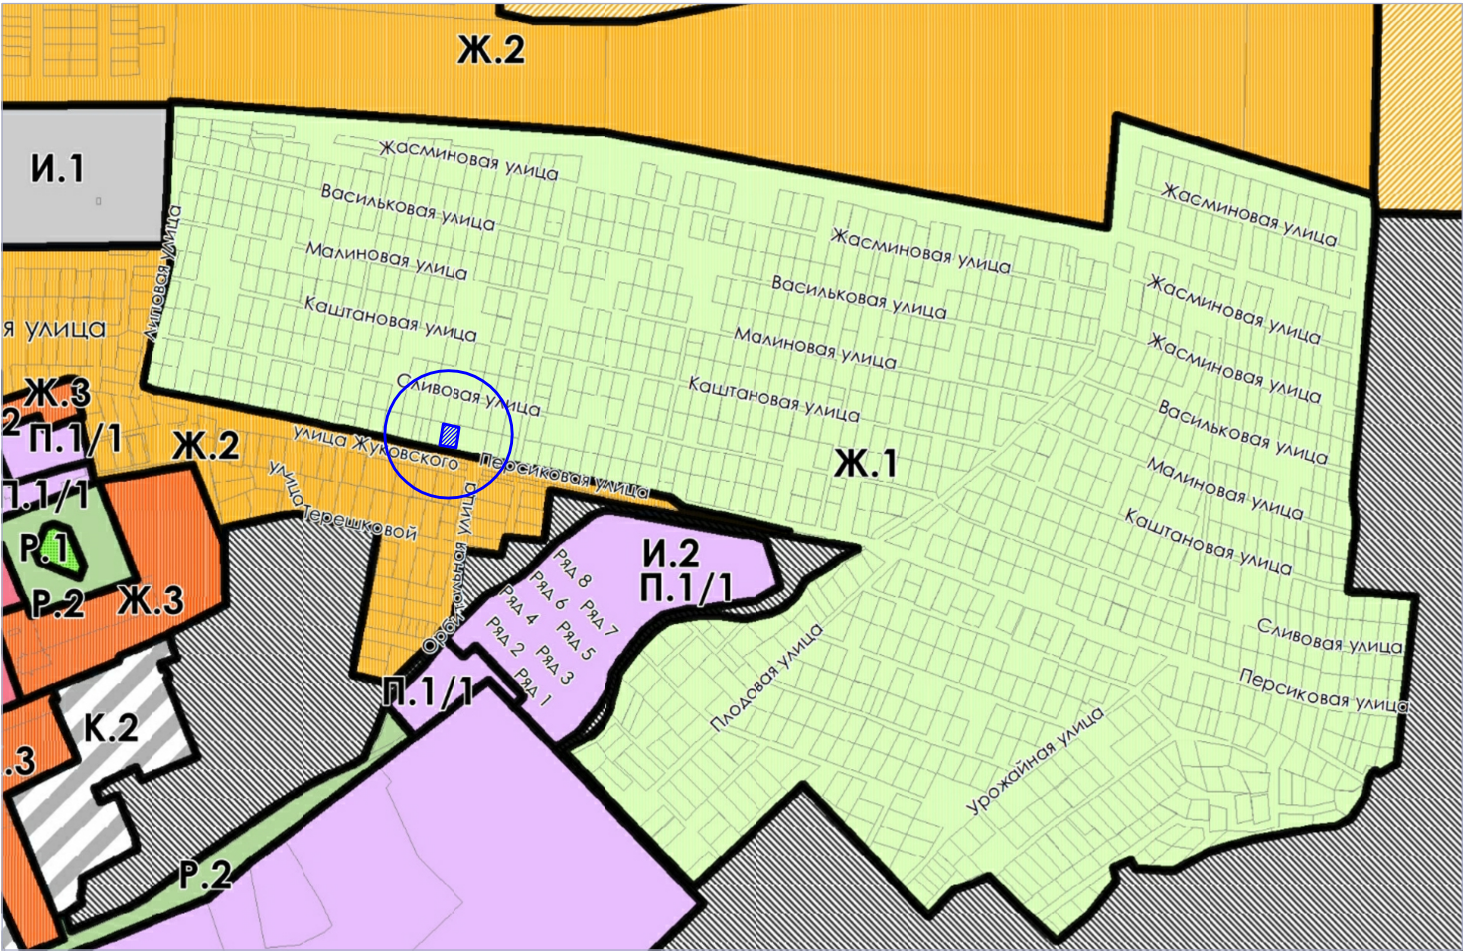 Ж.2
И.1
Жасминовая улица
Васильковая улица
Малиновая улица
Каштановая улица
Сливовая улица
Липовая улица
Жасминовая улица
Васильковая улица
Малиновая улица
Каштановая улица
Жасминовая улица
Жасминовая улица
Жасминовая улица
Васильковая улица
Малиновая улица
Каштановая улица
Сливовая улица
Персиковая улица
я улица
Ж.3
2
П.1/1
Ж.2
улица Жуковского
Персиковая улица
Ж.1
П.1/1
улица Терешковой
Орбитальная улица
Р.1
Р.2
Ж.3
И.2
П.1/1
Ряд 8
Ряд 6
Ряд 7
Ряд 4
Ряд 5
Ряд 2
Ряд 3
Ряд 1
П.1/1
Плодовая улица
Урожайная улица
К.2
.3
Р.2